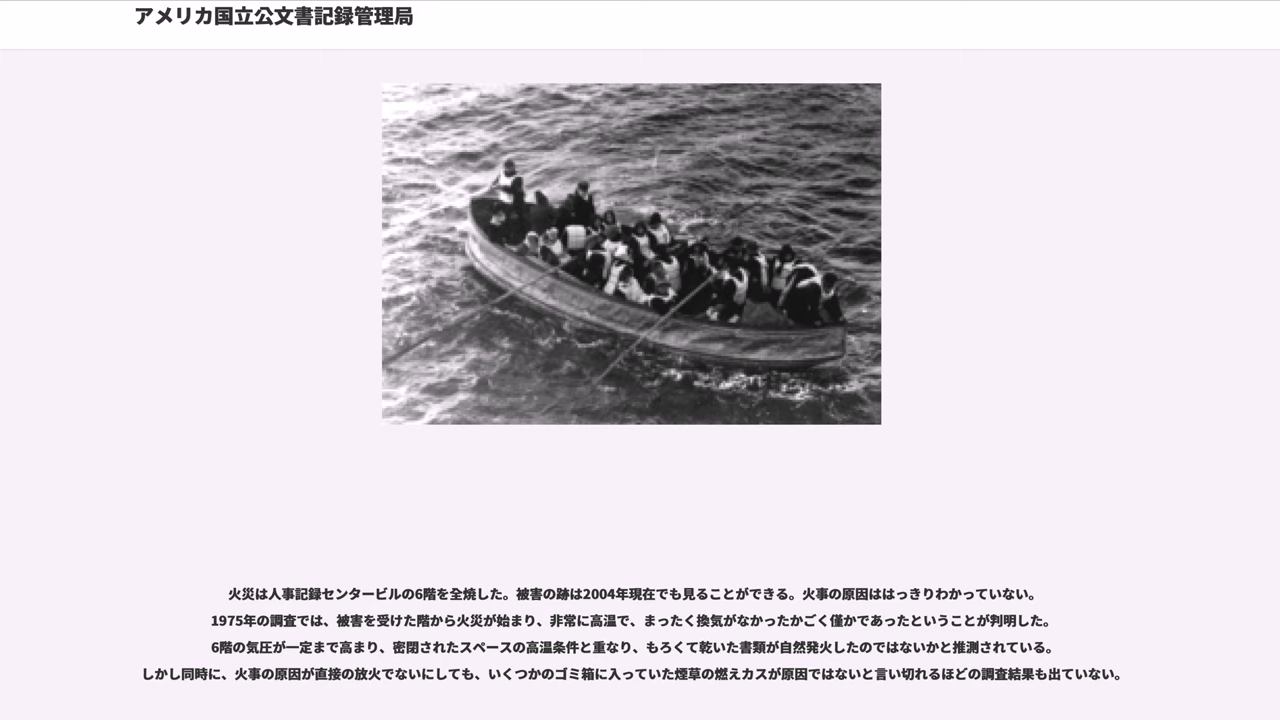 アメリカ国立公文書記録管理局
火災は人事記録センタービルの6階を全焼した。被害の跡は2004年現在でも見ることができる。火事の原因ははっきりわかっていない。
1975年の調査では、被害を受けた階から火災が始まり、非常に高温で、まったく換気がなかったかごく僅かであったということが判明した。
6階の気圧が一定まで高まり、密閉されたスペースの高温条件と重なり、もろくて乾いた書類が自然発火したのではないかと推測されている。
しかし同時に、火事の原因が直接の放火でないにしても、いくつかのゴミ箱に入っていた煙草の燃えカスが原因ではないと言い切れるほどの調査結果も出ていない。